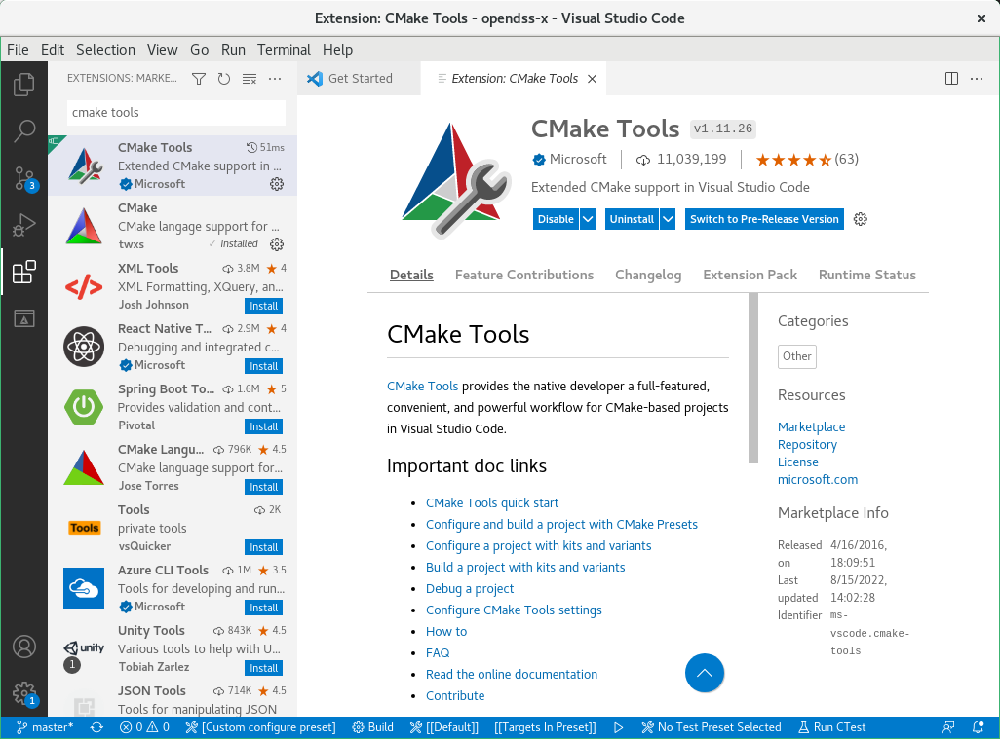 Extension: CMake Tools - opendss-x - Visual Studio Code
File Edit Selection View Go Run Terminal Help
EXTENSIONS: MARKE...
cmake tools
CMake Tools 51ms
Extended CMake support in ...
Microsoft
CMake
CMake langage support for ...
twxs ✓ Installed
XML Tools 3.8M ★ 4
XML Formatting, XQuery, an...
Josh Johnson Install
React Native T... 2.9M ★ 4
Debugging and integrated c...
Microsoft Install
Spring Boot To... 1.6M ★ 5
Provides validation and cont...
Pivotal Install
CMake Langu... 796K ★ 4.5
CMake language support for...
Jose Torres Install
Tools 2K
Tools
private tools
vsQuicker Install
Azure CLI Tools 1M ★ 3.5
Tools for developing and run...
Microsoft Install
Unity Tools 843K ★ 4.5
unity
Various tools to help with U...
Tobiah Zarlez Install
JSON Tools 714K ★ 4.5
Tools for manipulating JSON
3
1
1
Get Started
Extension: CMake Tools
CMake Tools v1.11.26
Microsoft 11,039,199 (63)
Extended CMake support in Visual Studio Code
Disable Uninstall Switch to Pre-Release Version
Details Feature Contributions Changelog Extension Pack Runtime Status
CMake Tools
CMake Tools provides the native developer a full-featured,
convenient, and powerful workflow for CMake-based projects
in Visual Studio Code.
Important doc links
• CMake Tools quick start
• Configure and build a project with CMake Presets
• Configure a project with kits and variants
• Build a project with kits and variants
• Debug a project
• Configure CMake Tools settings
• How to
• FAQ
• Read the online documentation
• Contribute
Categories
Other
Resources
Marketplace
Repository
License
microsoft.com
Marketplace Info
Released 4/16/2016,
on 18:09:51
Last 8/15/2022,
updated 14:02:28
Identifier ms-
vscode.cmake-
tools
master* 0 0 [Custom configure preset] Build [[Default]] [[Targets In Preset]] No Test Preset Selected Run CTest